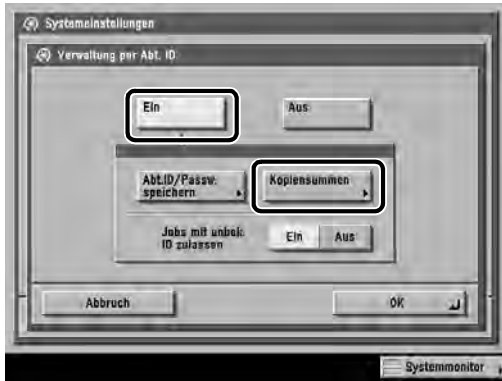 Systemeinstellungen
Verwaltung per Abt. ID
Ein
Aus
Abt.ID/Passw.
speichern
Kopiensummen
Jobs mit unbek.
ID zulassen
Ein
Aus
Abbruch
OK
Systemmonitor